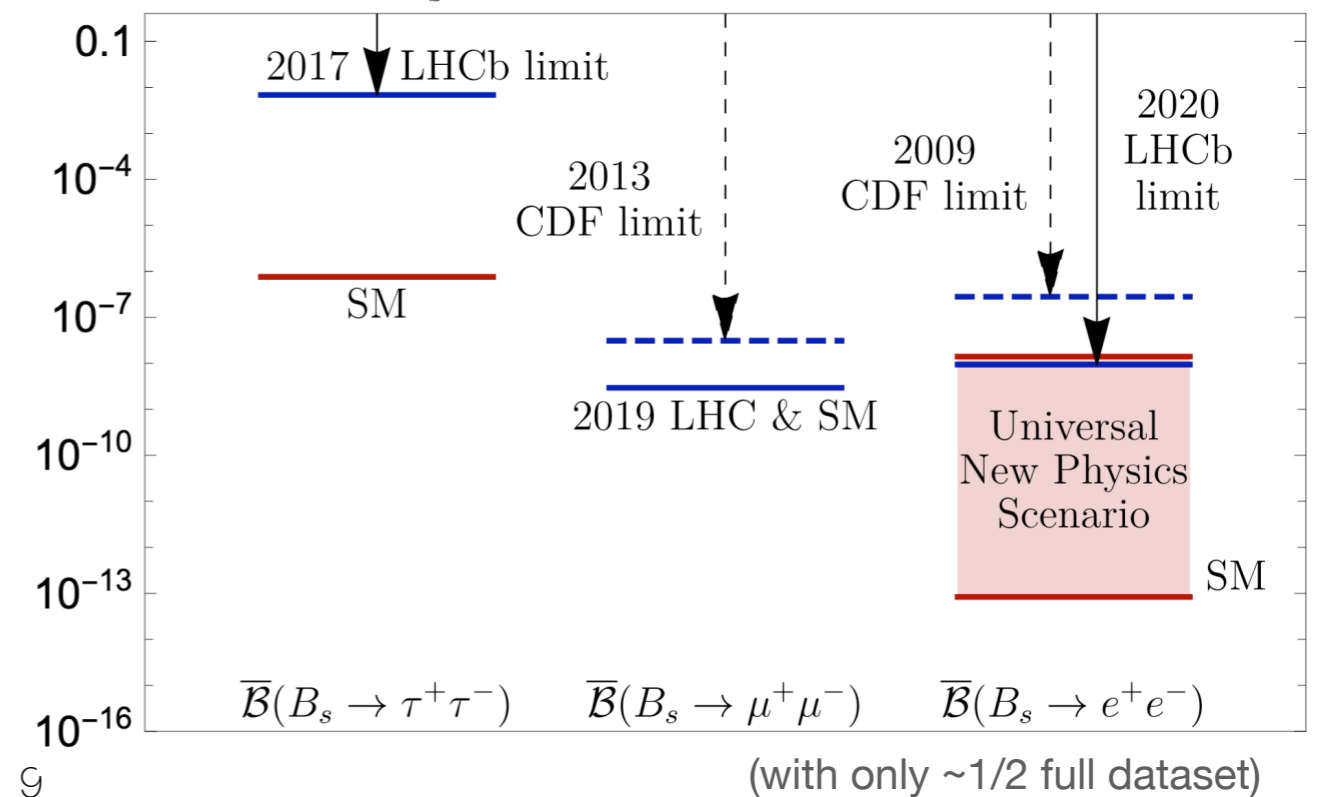 0.1
10⁻⁴
10⁻⁷
10⁻¹⁰
10⁻¹³
10⁻¹⁶
2017 LHCb limit
SM
2013
CDF limit
2019 LHC & SM
2009
CDF limit
2020
LHCb
limit
Universal
New Physics
Scenario
SM
B̅(Bₛ → τ⁺τ⁻)
B̅(Bₛ → μ⁺μ⁻)
B̅(Bₛ → e⁺e⁻)
(with only ~1/2 full dataset)